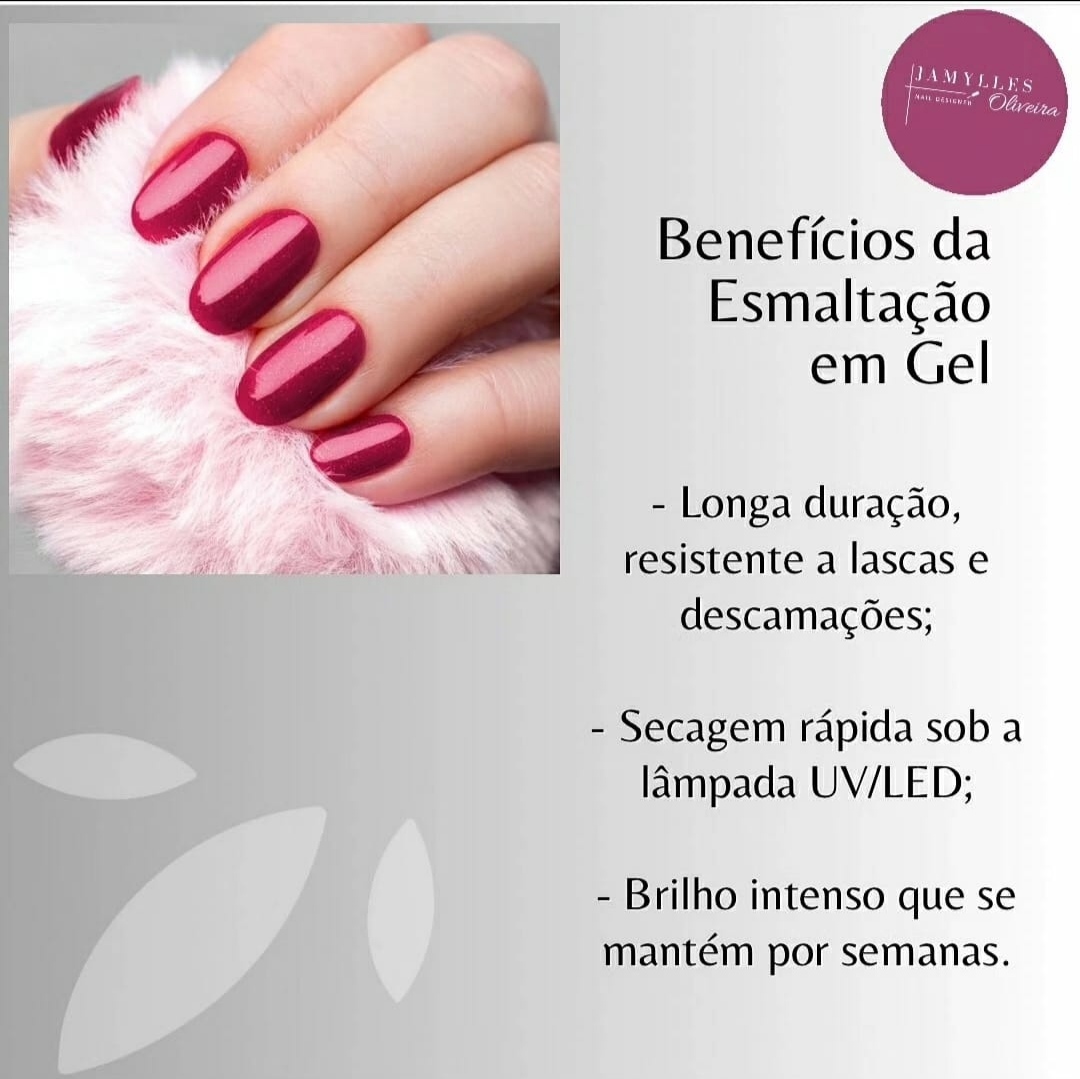 JAMYLLES
NAIL DESIGNER
Oliveira
Benefícios da
Esmaltação
em Gel
- Longa duração,
resistente a lascas e
descamações;
- Secagem rápida sob a
lâmpada UV/LED;
- Brilho intenso que se
mantém por semanas.